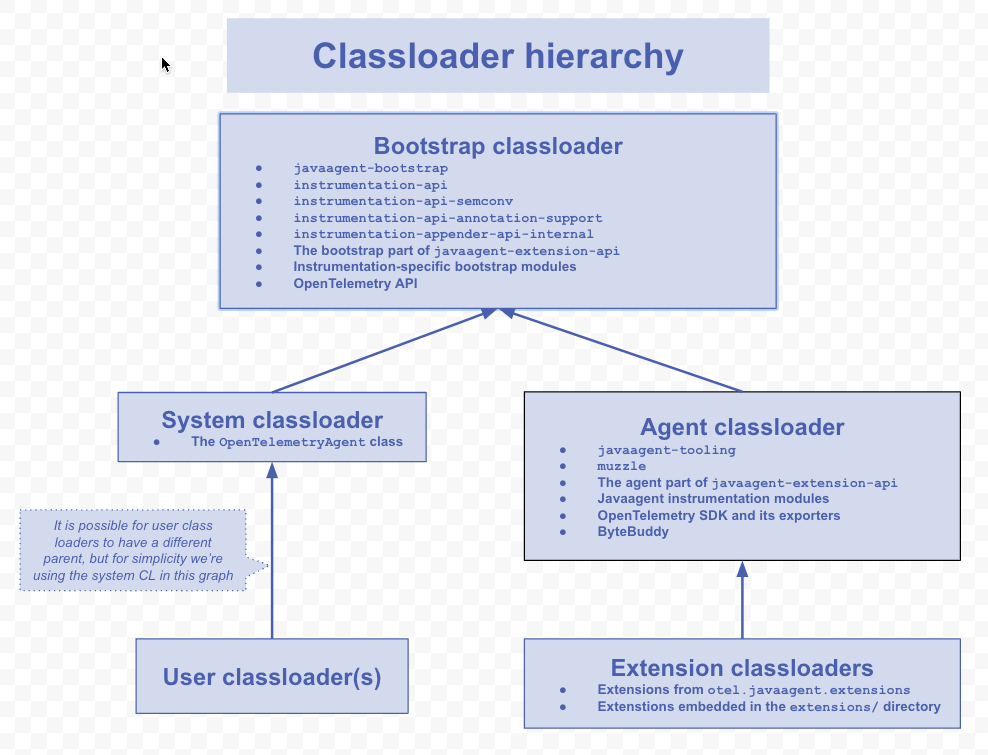 Classloader hierarchy
Bootstrap classloader
● javaagent-bootstrap
● instrumentation-api
● instrumentation-api-semconv
● instrumentation-api-annotation-support
● instrumentation-appender-api-internal
● The bootstrap part of javaagent-extension-api
● Instrumentation-specific bootstrap modules
● OpenTelemetry API
System classloader
● The OpenTelemetryAgent class
Agent classloader
● javaagent-tooling
● muzzle
● The agent part of javaagent-extension-api
● Javaagent instrumentation modules
● OpenTelemetry SDK and its exporters
● ByteBuddy
It is possible for user class
loaders to have a different
parent, but for simplicity we're
using the system CL in this graph
User classloader(s)
Extension classloaders
● Extensions from otel.javaagent.extensions
● Extenstions embedded in the extensions/ directory